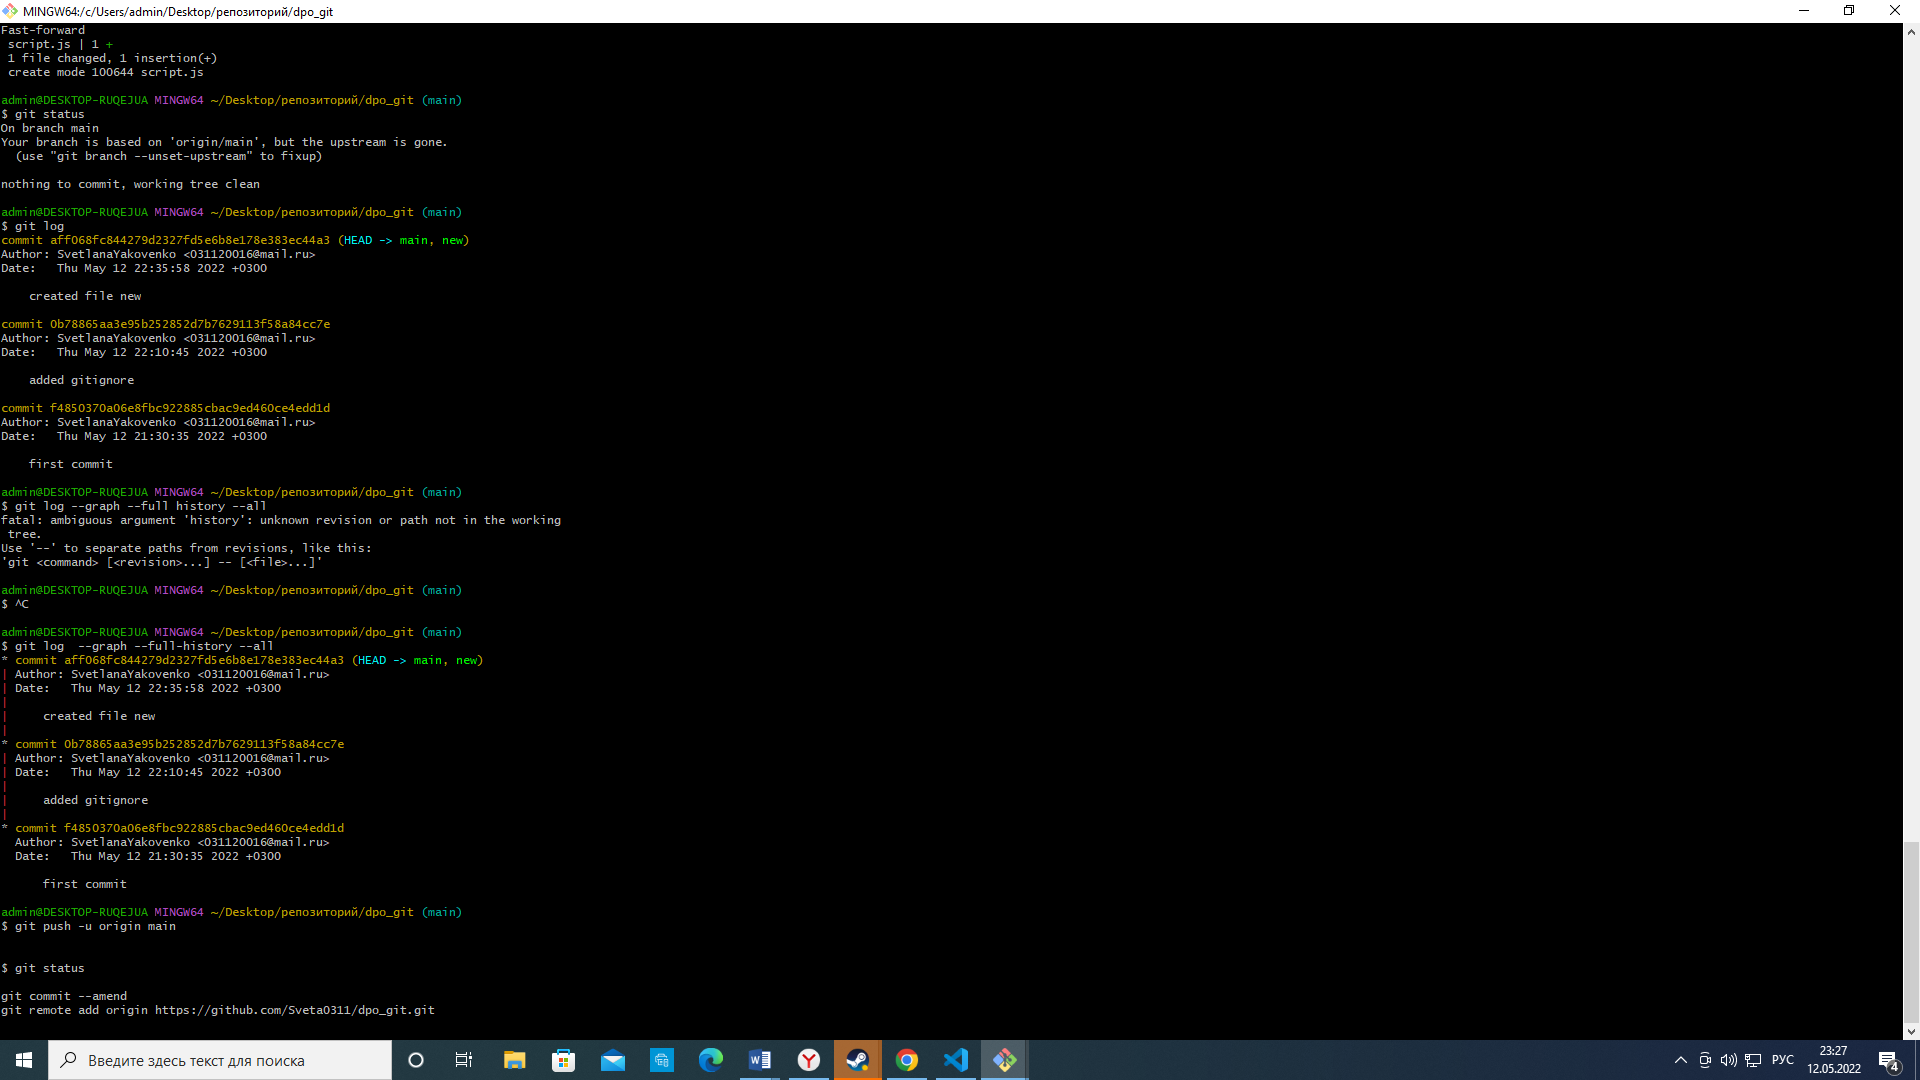 MINGW64:/c/Users/admin/Desktop/репозиторий/dpo_git
Fast-forward
script.js | 1 +
1 file changed, 1 insertion(+)
create mode 100644 script.js
admin@DESKTOP-RUQEJUA MINGW64 ~/Desktop/репозиторий/dpo_git (main)
$ git status
On branch main
Your branch is based on 'origin/main', but the upstream is gone.
(use "git branch --unset-upstream" to fixup)
nothing to commit, working tree clean
admin@DESKTOP-RUQEJUA MINGW64 ~/Desktop/репозиторий/dpo_git (main)
$ git log
commit aff068fc844279d2327fd5e6b8e178e383ec44a3 (HEAD -> main, new)
Author: SvetlanaYakovenko <031120016@mail.ru>
Date:   Thu May 12 22:35:58 2022 +0300
created file new
commit 0b78865aa3e95b252852d7b7629113f58a84cc7e
Author: SvetlanaYakovenko <031120016@mail.ru>
Date:   Thu May 12 22:10:45 2022 +0300
added gitignore
commit f4850370a06e8fbc922885cbac9ed460ce4edd1d
Author: SvetlanaYakovenko <031120016@mail.ru>
Date:   Thu May 12 21:30:35 2022 +0300
first commit
admin@DESKTOP-RUQEJUA MINGW64 ~/Desktop/репозиторий/dpo_git (main)
$ git log --graph --full history --all
fatal: ambiguous argument 'history': unknown revision or path not in the working
tree.
Use '--' to separate paths from revisions, like this:
'git <command> [<revision>...] -- [<file>...]'
admin@DESKTOP-RUQEJUA MINGW64 ~/Desktop/репозиторий/dpo_git (main)
$ ^C
admin@DESKTOP-RUQEJUA MINGW64 ~/Desktop/репозиторий/dpo_git (main)
$ git log  --graph --full-history --all
* commit aff068fc844279d2327fd5e6b8e178e383ec44a3 (HEAD -> main, new)
| Author: SvetlanaYakovenko <031120016@mail.ru>
| Date:   Thu May 12 22:35:58 2022 +0300
|
|     created file new
|
* commit 0b78865aa3e95b252852d7b7629113f58a84cc7e
| Author: SvetlanaYakovenko <031120016@mail.ru>
| Date:   Thu May 12 22:10:45 2022 +0300
|
|     added gitignore
|
* commit f4850370a06e8fbc922885cbac9ed460ce4edd1d
Author: SvetlanaYakovenko <031120016@mail.ru>
Date:   Thu May 12 21:30:35 2022 +0300
first commit
admin@DESKTOP-RUQEJUA MINGW64 ~/Desktop/репозиторий/dpo_git (main)
$ git push -u origin main
$ git status
git commit --amend
git remote add origin https://github.com/Sveta0311/dpo_git.git
Введите здесь текст для поиска
РУС
23:27
12.05.2022
4